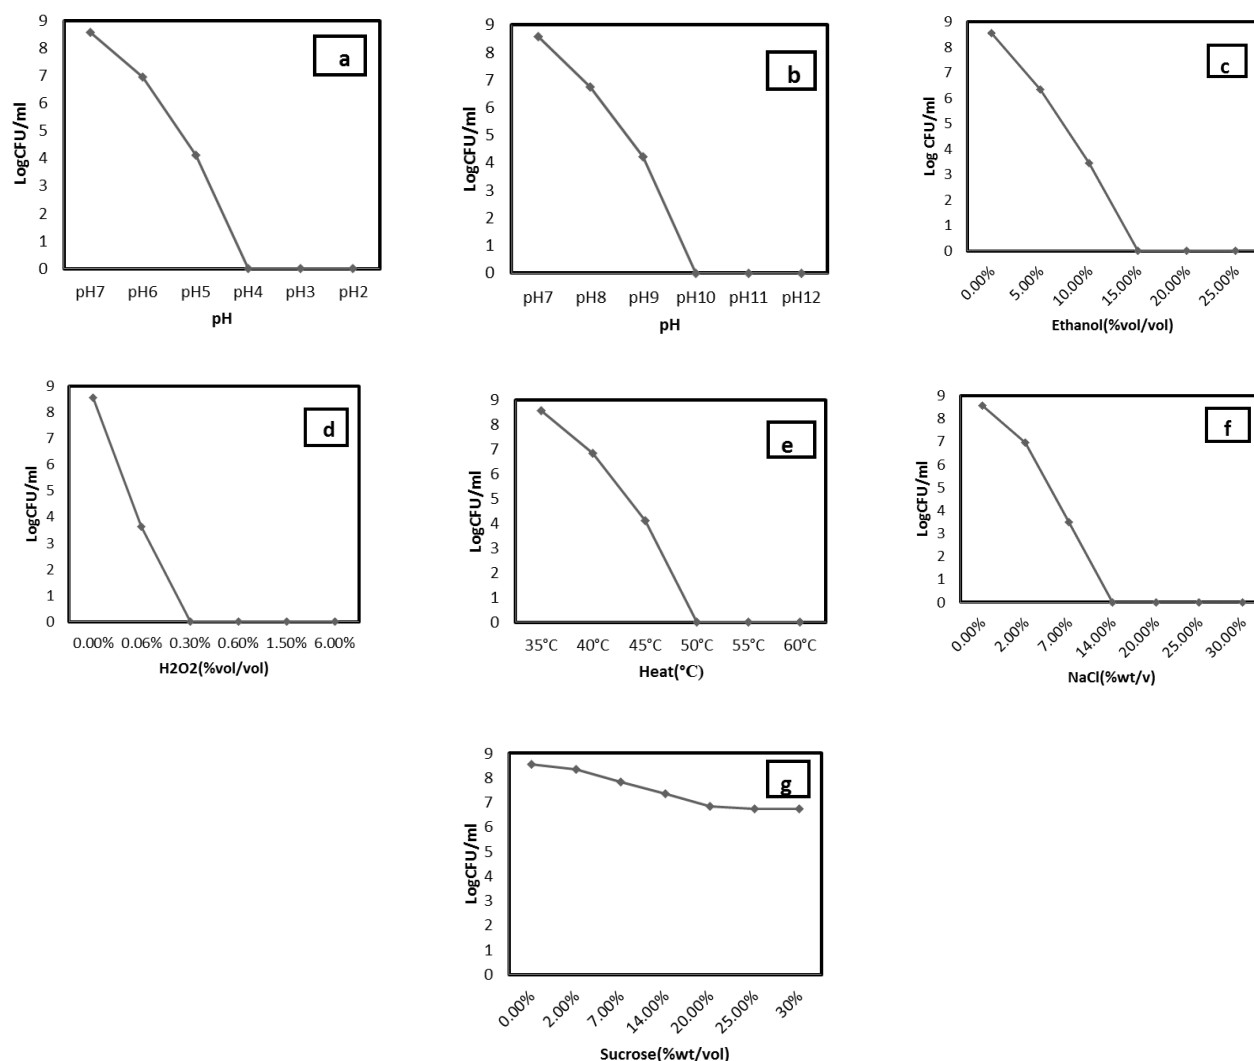 a
LogCFU/ml
9
8
7
6
5
4
3
2
1
0
pH7 pH6 pH5 pH4 pH3 pH2
pH
b
LogCFU/ml
9
8
7
6
5
4
3
2
1
0
pH7 pH8 pH9 pH10 pH11 pH12
pH
c
Log CFU/ml
9
8
7
6
5
4
3
2
1
0
0.00% 5.00% 10.00% 15.00% 20.00% 25.00%
Ethanol(%vol/vol)
d
LogCFU/ml
9
8
7
6
5
4
3
2
1
0
0.00% 0.06% 0.30% 0.60% 1.50% 6.00%
H2O2(%vol/vol)
e
LogCFU/ml
9
8
7
6
5
4
3
2
1
0
35°C 40°C 45°C 50°C 55°C 60°C
Heat(°C)
f
LogCFU/ml
9
8
7
6
5
4
3
2
1
0
0.00% 2.00% 7.00% 14.00% 20.00% 25.00% 30.00%
NaCl(%wt/v)
g
LogCFU/ml
9
8
7
6
5
4
3
2
1
0
0.00% 2.00% 7.00% 14.00% 20.00% 25.00% 30%
Sucrose(%wt/vol)